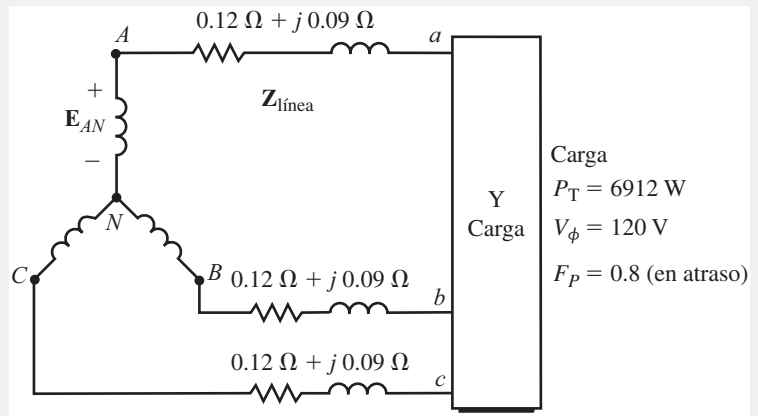 0.12 Ω + j 0.09 Ω
A
a
+
E_AN
−
Z_línea
N
C
B
0.12 Ω + j 0.09 Ω
b
0.12 Ω + j 0.09 Ω
c
Y
Carga
Carga
P_T = 6912 W
V_ϕ = 120 V
F_P = 0.8 (en atraso)